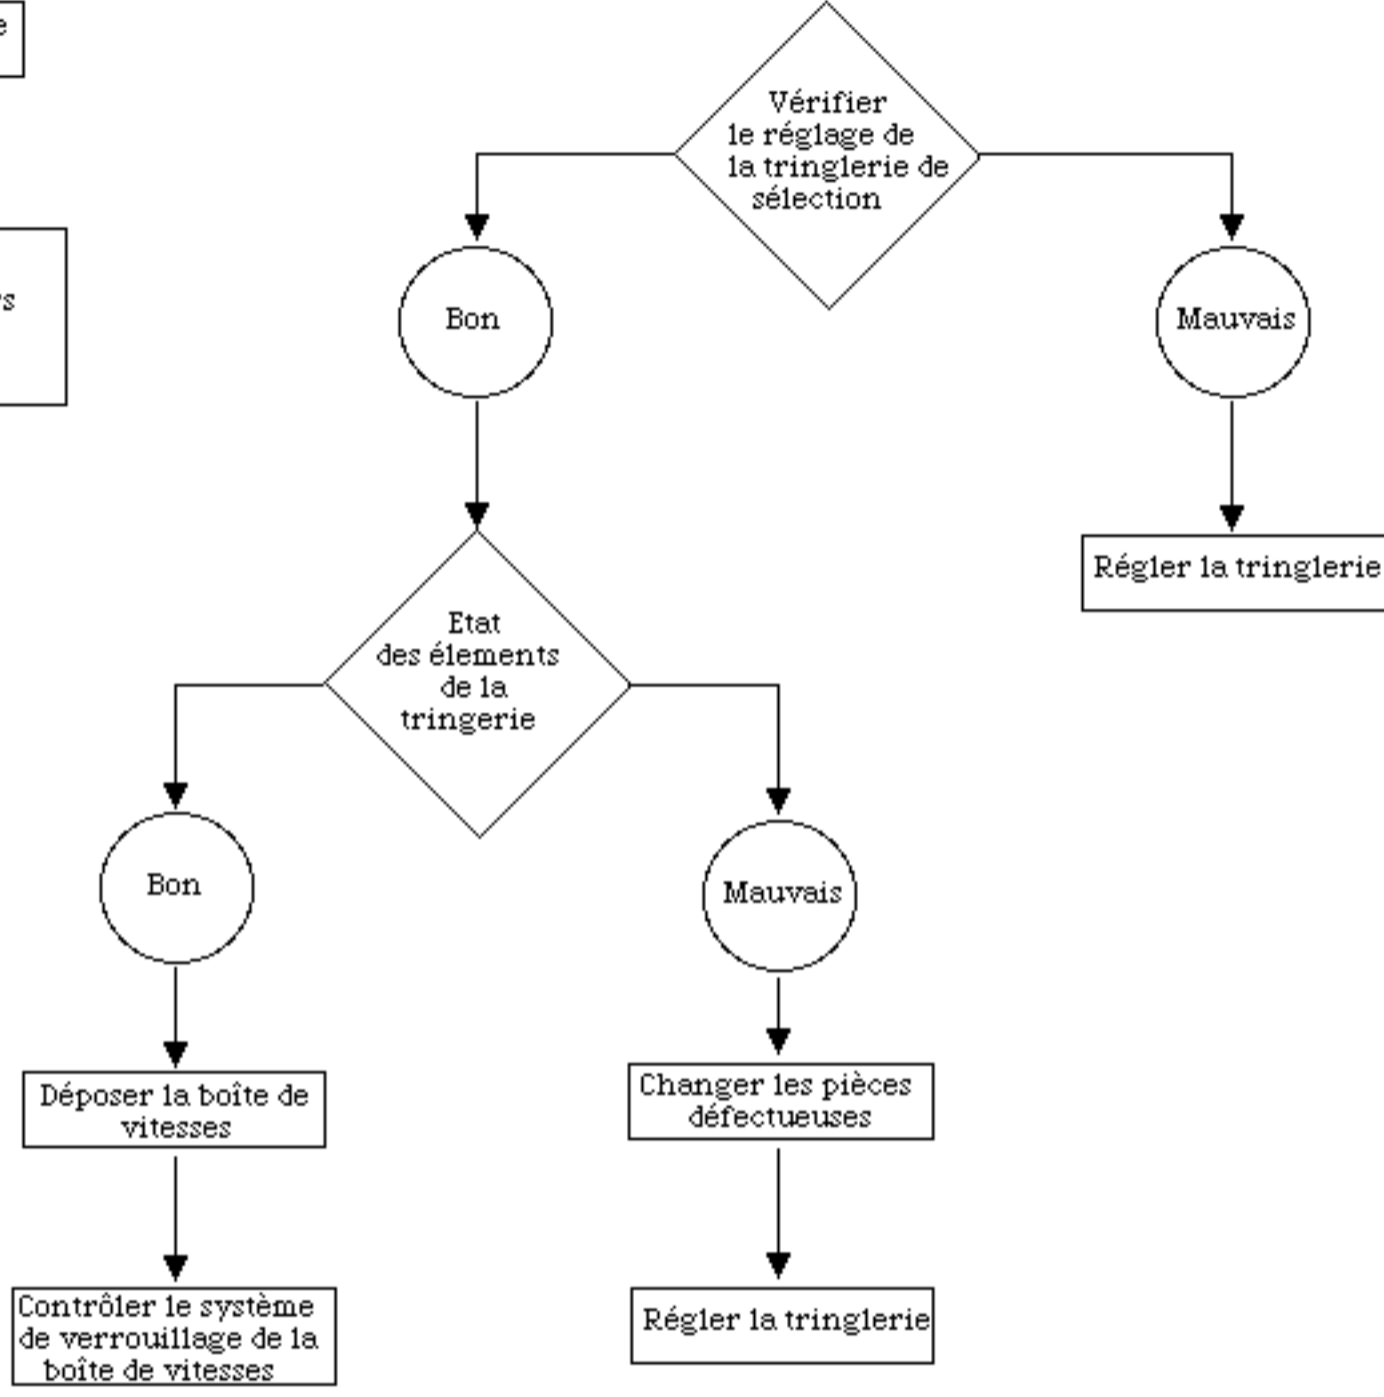 Vérifier
le réglage de
la tringlerie de
sélection
Bon
Mauvais
Régler la tringlerie
Etat
des élements
de la
tringerie
Bon
Mauvais
Déposer la boîte de
vitesses
Changer les pièces
défectueuses
Contrôler le système
de verrouillage de la
boîte de vitesses
Régler la tringlerie